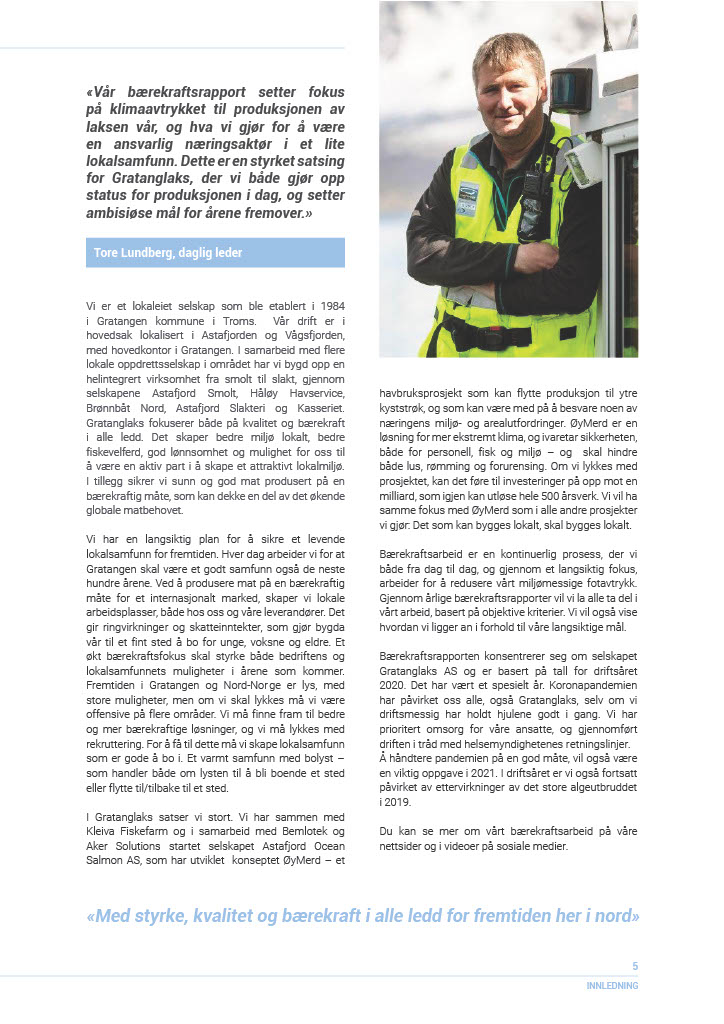 «Vår bærekraftsrapport setter fokus
på klimaavtrykket til produksjonen av
laksen vår, og hva vi gjør for å være
en ansvarlig næringsaktør i et lite
lokalsamfunn. Dette er en styrket satsing
for Gratanglaks, der vi både gjør opp
status for produksjonen i dag, og setter
ambisiøse mål for årene fremover.»
Tore Lundberg, daglig leder
Vi er et lokaleiet selskap som ble etablert i 1984
i Gratangen kommune i Troms. Vår drift er i
hovedsak lokalisert i Astafjorden og Vågsfjorden,
med hovedkontor i Gratangen. I samarbeid med flere
lokale oppdrettsselskap i området har vi bygd opp en
helintegrert virksomhet fra smolt til slakt, gjennom
selskapene Astafjord Smolt, Håløy Havservice,
Brønnbåt Nord, Astafjord Slakteri og Kasseriet.
Gratanglaks fokuserer både på kvalitet og bærekraft
i alle ledd. Det skaper bedre miljø lokalt, bedre
fiskevelferd, god lønnsomhet og mulighet for oss til
å være en aktiv part i å skape et attraktivt lokalmiljø.
I tillegg sikrer vi sunn og god mat produsert på en
bærekraftig måte, som kan dekke en del av det økende
globale matbehovet.
Vi har en langsiktig plan for å sikre et levende
lokalsamfunn for fremtiden. Hver dag arbeider vi for at
Gratangen skal være et godt samfunn også de neste
hundre årene. Ved å produsere mat på en bærekraftig
måte for et internasjonalt marked, skaper vi lokale
arbeidsplasser, både hos oss og våre leverandører. Det
gir ringvirkninger og skatteinntekter, som gjør bygda
vår til et fint sted å bo for unge, voksne og eldre. Et
økt bærekraftsfokus skal styrke både bedriftens og
lokalsamfunnets muligheter i årene som kommer.
Fremtiden i Gratangen og Nord-Norge er lys, med
store muligheter, men om vi skal lykkes må vi være
offensive på flere områder. Vi må finne fram til bedre
og mer bærekraftige løsninger, og vi må lykkes med
rekruttering. For å få til dette må vi skape lokalsamfunn
som er gode å bo i. Et varmt samfunn med bolyst –
som handler både om lysten til å bli boende et sted
eller flytte til/tilbake til et sted.
I Gratanglaks satser vi stort. Vi har sammen med
Kleiva Fiskefarm og i samarbeid med Bemlotek og
Aker Solutions startet selskapet Astafjord Ocean
Salmon AS, som har utviklet konseptet ØyMerd – et
havbruksprosjekt som kan flytte produksjon til ytre
kyststrøk, og som kan være med på å besvare noen av
næringens miljø- og arealutfordringer. ØyMerd er en
løsning for mer ekstremt klima, og ivaretar sikkerheten,
både for personell, fisk og miljø – og skal hindre
både lus, rømming og forurensing. Om vi lykkes med
prosjektet, kan det føre til investeringer på opp mot en
milliard, som igjen kan utløse hele 500 årsverk. Vi vil ha
samme fokus med ØyMerd som i alle andre prosjekter
vi gjør: Det som kan bygges lokalt, skal bygges lokalt.
Bærekraftsarbeid er en kontinuerlig prosess, der vi
både fra dag til dag, og gjennom et langsiktig fokus,
arbeider for å redusere vårt miljømessige fotavtrykk.
Gjennom årlige bærekraftsrapporter vil vi la alle ta del i
vårt arbeid, basert på objektive kriterier. Vi vil også vise
hvordan vi ligger an i forhold til våre langsiktige mål.
Bærekraftsrapporten konsentrerer seg om selskapet
Gratanglaks AS og er basert på tall for driftsåret
2020. Det har vært et spesielt år. Koronapandemien
har påvirket oss alle, også Gratanglaks, selv om vi
driftsmessig har holdt hjulene godt i gang. Vi har
prioritert omsorg for våre ansatte, og gjennomført
driften i tråd med helsemyndighetenes retningslinjer.
Å håndtere pandemien på en god måte, vil også være
en viktig oppgave i 2021. I driftsåret er vi også fortsatt
påvirket av ettervirkninger av det store algeutbruddet
i 2019.
Du kan se mer om vårt bærekraftsarbeid på våre
nettsider og i videoer på sosiale medier.
«Med styrke, kvalitet og bærekraft i alle ledd for fremtiden her i nord»
5
INNLEDNING